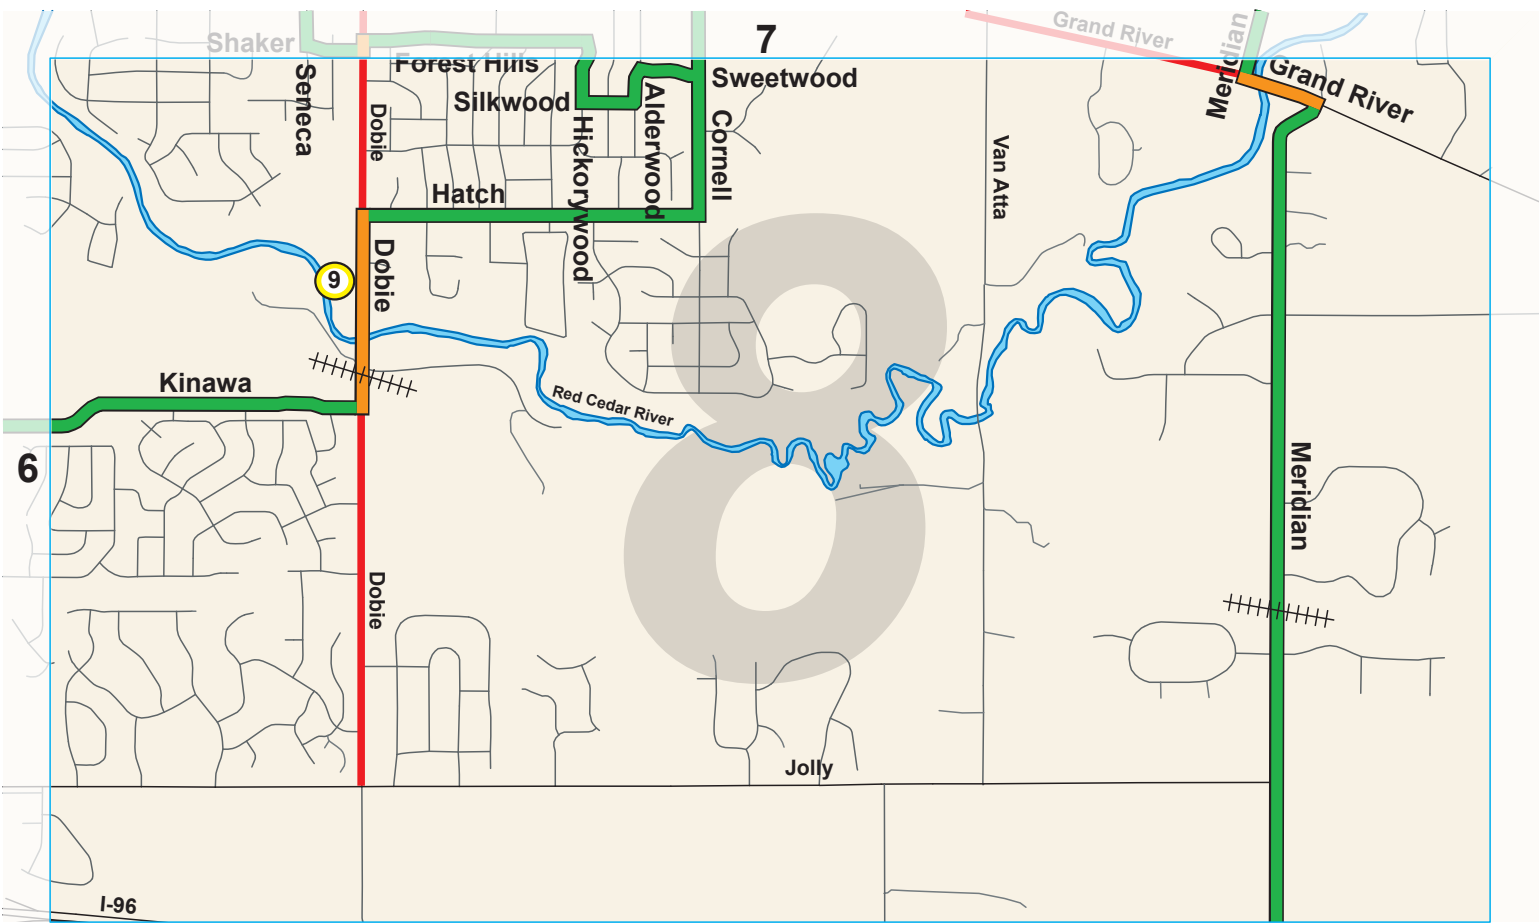 7
Grand River
Meridian
Shaker
Forest Hills
Grand River
Seneca
Sweetwood
Silkwood
Alderwood
Dobie
Hickorywood
Cornell
Van Atta
Hatch
Dobie
9
8
Kinawa
Red Cedar River
6
Meridian
Dobie
Jolly
I-96